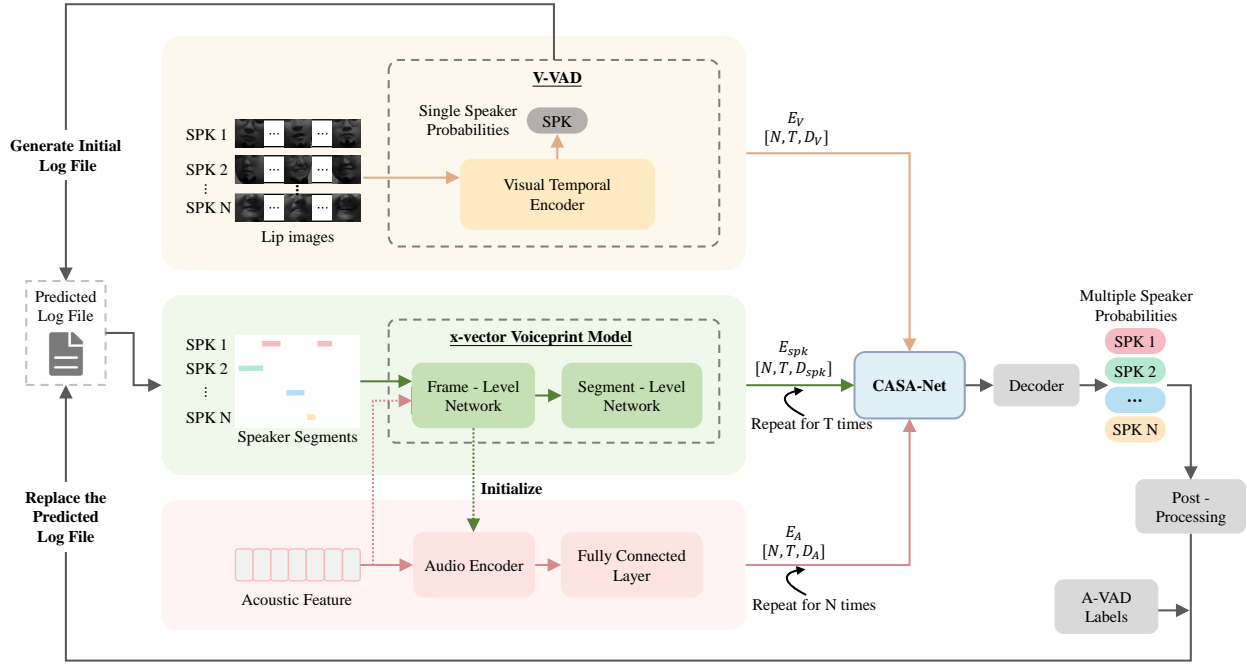 Generate Initial
Log File
Predicted
Log File
Replace the
Predicted
Log File
V-VAD
Single Speaker
Probabilities
SPK
SPK 1
...
...
SPK 2
...
...
⋮
SPK N
...
...
Lip images
Visual Temporal
Encoder
E_V
[N, T, D_V]
x-vector Voiceprint Model
SPK 1
SPK 2
⋮
SPK N
Speaker Segments
Frame - Level
Network
Segment - Level
Network
E_spk
[N, T, D_spk]
Repeat for T times
Initialize
Acoustic Feature
Audio Encoder
Fully Connected
Layer
E_A
[N, T, D_A]
Repeat for N times
CASA-Net
Decoder
Multiple Speaker
Probabilities
SPK 1
SPK 2
...
SPK N
Post -
Processing
A-VAD
Labels